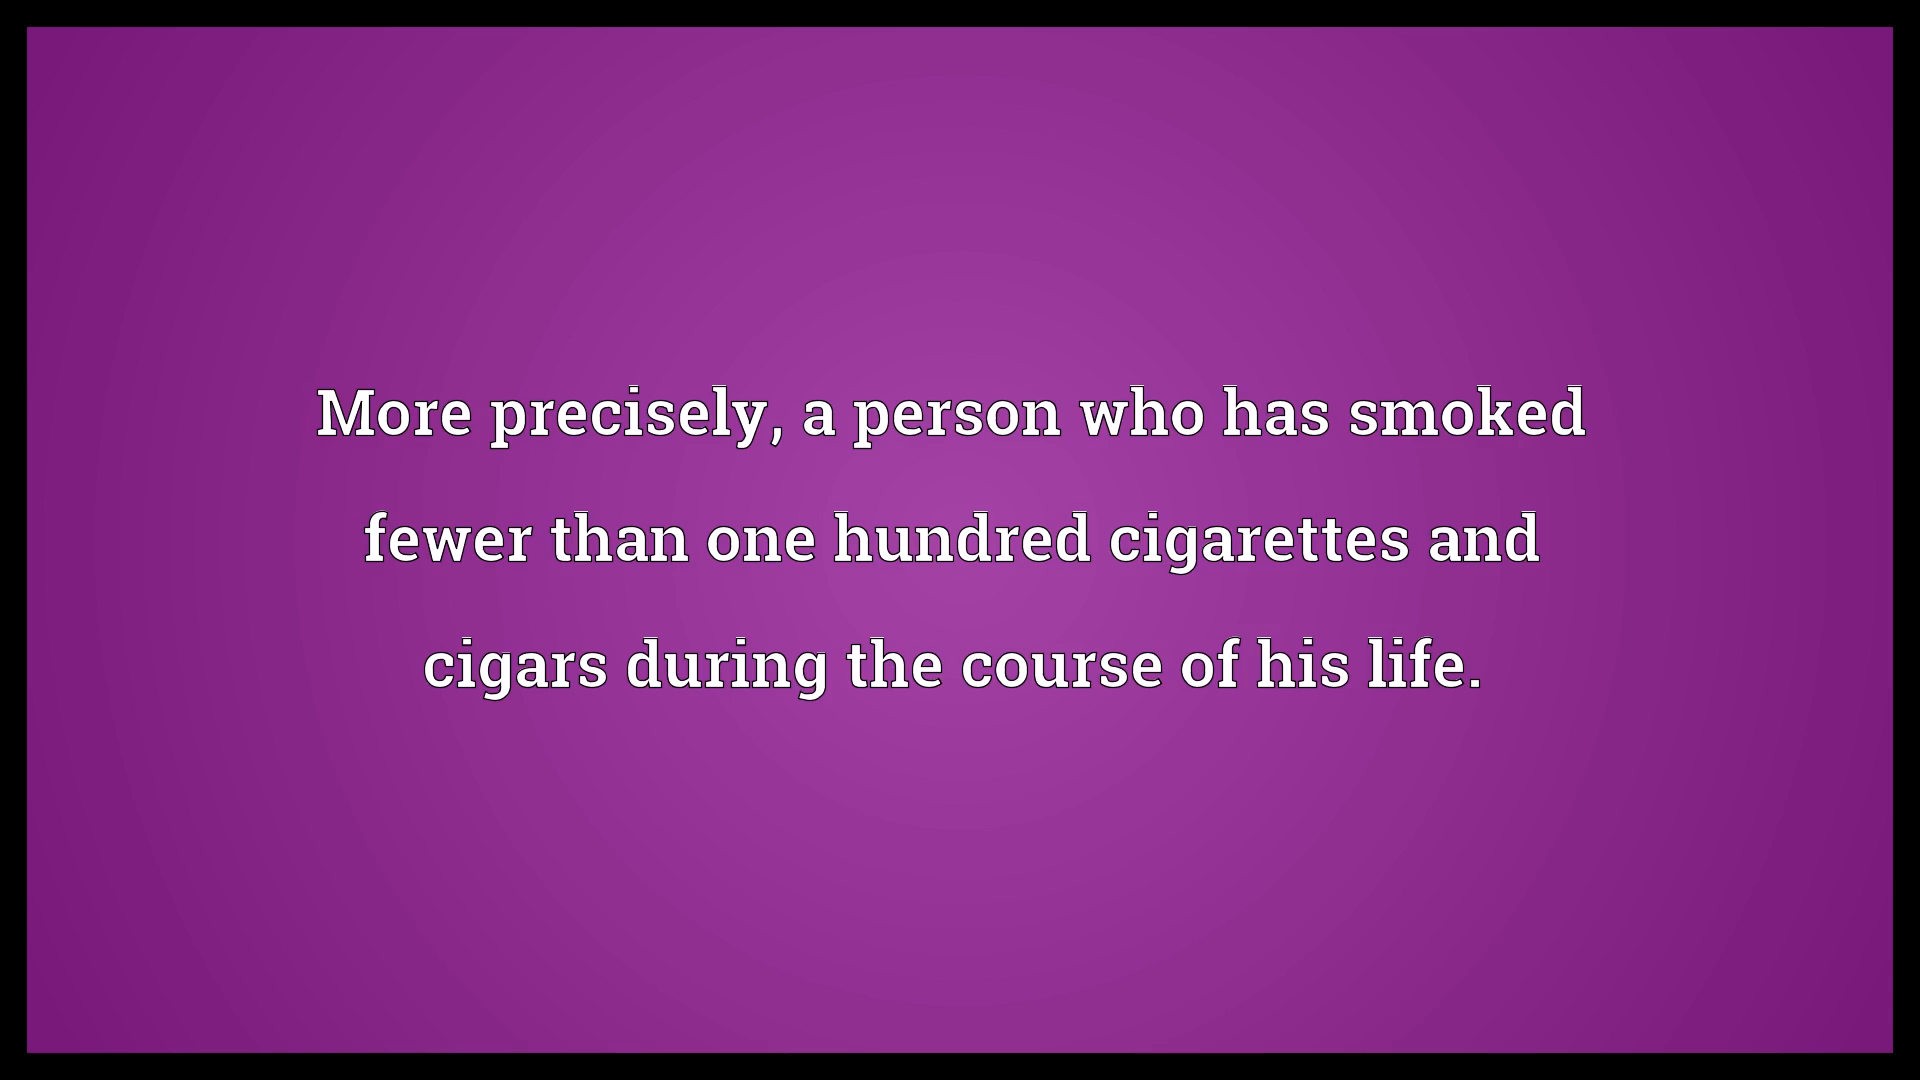 More precisely, a person who has smoked
fewer than one hundred cigarettes and
cigars during the course of his life.